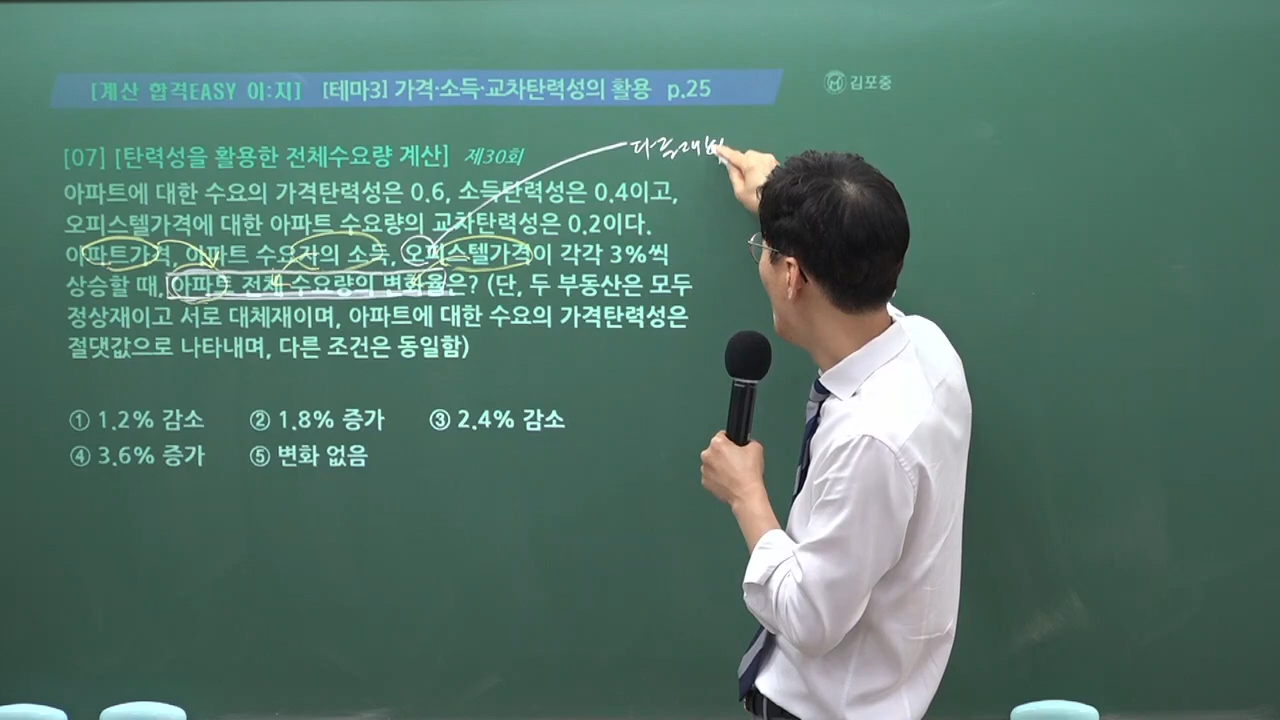 [계산 합격EASY 이:지] [테마3] 가격·소득·교차탄력성의 활용 p.25
김포중
[07] [탄력성을 활용한 전체수요량 계산] 제30회
아파트에 대한 수요의 가격탄력성은 0.6, 소득탄력성은 0.4이고,
오피스텔가격에 대한 아파트 수요량의 교차탄력성은 0.2이다.
아파트가격, 아파트 수요자의 소득, 오피스텔가격이 각각 3%씩
상승할 때, 아파트 전체 수요량의 변화율은? (단, 두 부동산은 모두
정상재이고 서로 대체재이며, 아파트에 대한 수요의 가격탄력성은
절댓값으로 나타내며, 다른 조건은 동일함)
① 1.2% 감소 ② 1.8% 증가 ③ 2.4% 감소
④ 3.6% 증가 ⑤ 변화 없음